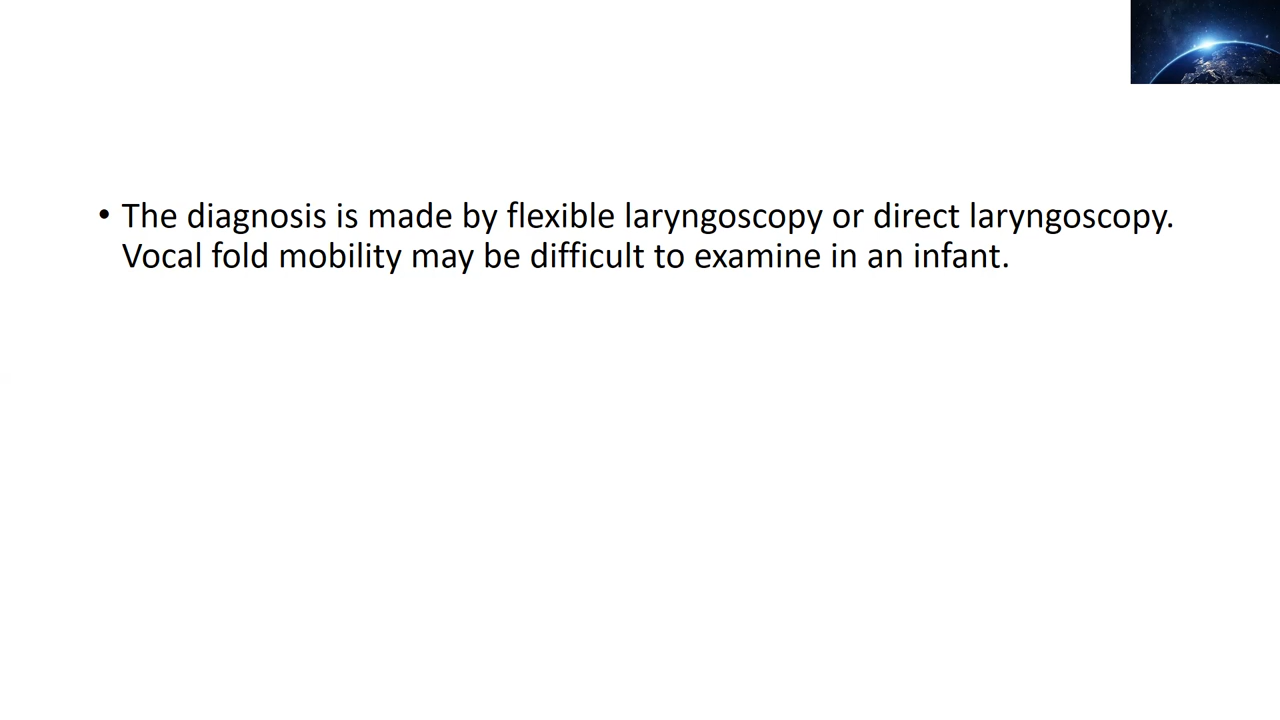 • The diagnosis is made by flexible laryngoscopy or direct laryngoscopy.
Vocal fold mobility may be difficult to examine in an infant.